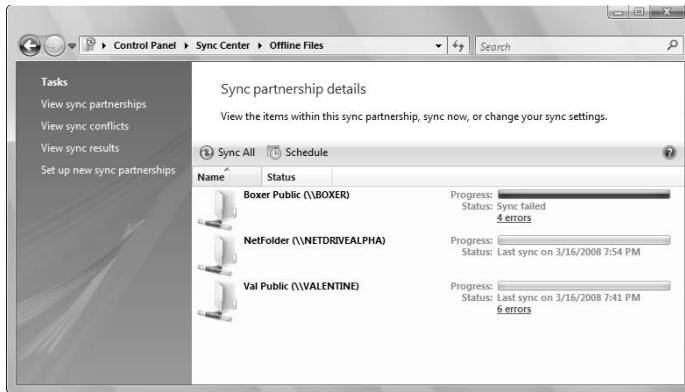 Control Panel ▸ Sync Center ▸ Offline Files
Search
Tasks
View sync partnerships
View sync conflicts
View sync results
Set up new sync partnerships
Sync partnership details
View the items within this sync partnership, sync now, or change your sync settings.
Sync All Schedule
Name Status
Boxer Public (\\BOXER) Progress:
Status: Sync failed
4 errors
NetFolder (\\NETDRIVEALPHA) Progress:
Status: Last sync on 3/16/2008 7:54 PM
Val Public (\\VALENTINE) Progress:
Status: Last sync on 3/16/2008 7:41 PM
6 errors